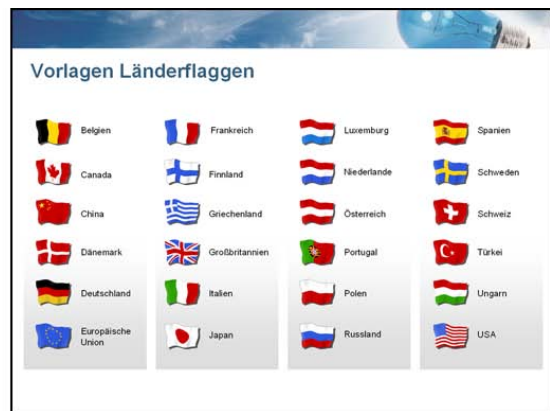 Vorlagen Länderflaggen
Belgien
Canada
China
Dänemark
Deutschland
Europäische
Union
Frankreich
Finnland
Griechenland
Großbritannien
Italien
Japan
Luxemburg
Niederlande
Österreich
Portugal
Polen
Russland
Spanien
Schweden
Schweiz
Türkei
Ungarn
USA